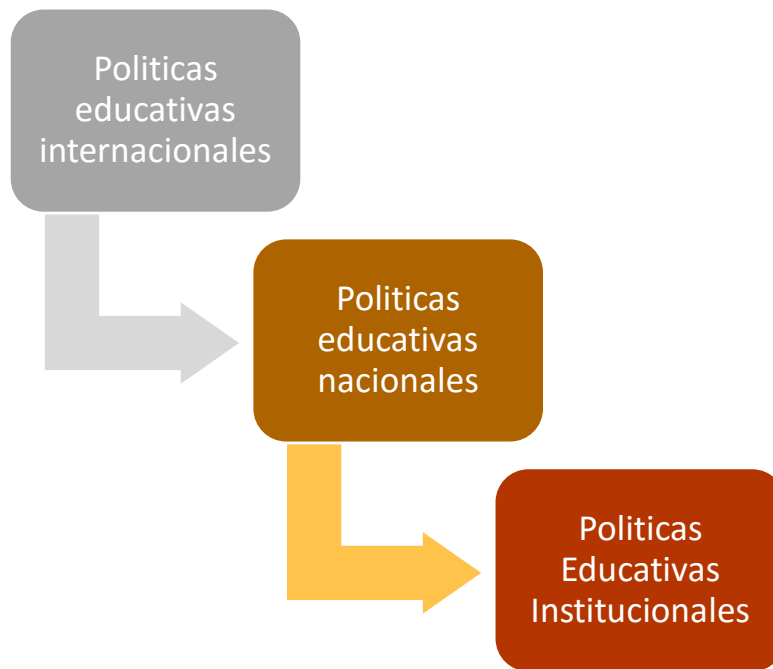 Politicas
educativas
internacionales
Politicas
educativas
nacionales
Politicas
Educativas
Institucionales